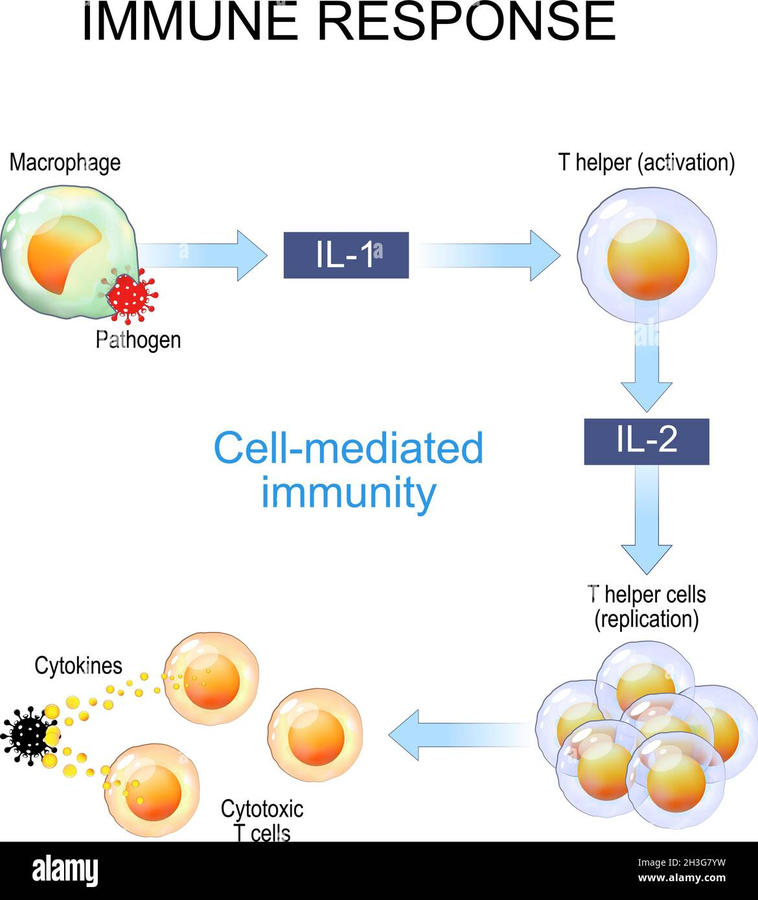 IMMUNE RESPONSE
Macrophage
T helper (activation)
IL-1
Pathogen
IL-2
Cell-mediated
immunity
T helper cells
(replication)
Cytokines
Cytotoxic
T cells
a
a
alamy
alamy
Image ID: 2H3G7YW
www.alamy.com